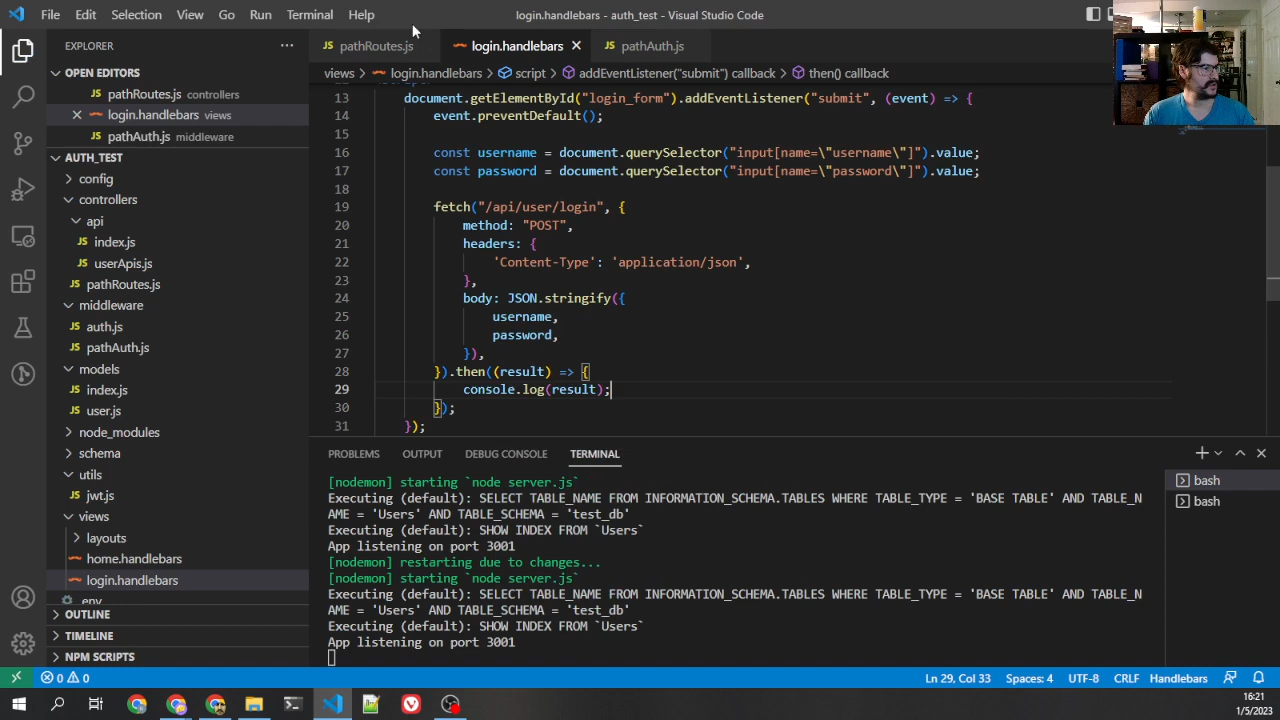 File Edit Selection View Go Run Terminal Help login.handlebars - auth_test - Visual Studio Code
EXPLORER
OPEN EDITORS
JS pathRoutes.js controllers
login.handlebars views
JS pathAuth.js middleware
AUTH_TEST
config
controllers
api
JS index.js
JS userApis.js
JS pathRoutes.js
middleware
JS auth.js
JS pathAuth.js
models
JS index.js
JS user.js
node_modules
schema
utils
JS jwt.js
views
layouts
home.handlebars
login.handlebars
.env
OUTLINE
TIMELINE
NPM SCRIPTS
JS pathRoutes.js login.handlebars JS pathAuth.js
views > login.handlebars > script > addEventListener("submit") callback > then() callback
13 document.getElementById("login_form").addEventListener("submit", (event) => {
14 event.preventDefault();
15
16 const username = document.querySelector("input[name=\"username\"]").value;
17 const password = document.querySelector("input[name=\"password\"]").value;
18
19 fetch("/api/user/login", {
20 method: "POST",
21 headers: {
22 'Content-Type': 'application/json',
23 },
24 body: JSON.stringify({
25 username,
26 password,
27 }),
28 }).then((result) => {
29 console.log(result);
30 });
31 });
PROBLEMS OUTPUT DEBUG CONSOLE TERMINAL
[nodemon] starting `node server.js`
Executing (default): SELECT TABLE_NAME FROM INFORMATION_SCHEMA.TABLES WHERE TABLE_TYPE = 'BASE TABLE' AND TABLE_N
AME = 'Users' AND TABLE_SCHEMA = 'test_db'
Executing (default): SHOW INDEX FROM `Users`
App listening on port 3001
[nodemon] restarting due to changes...
[nodemon] starting `node server.js`
Executing (default): SELECT TABLE_NAME FROM INFORMATION_SCHEMA.TABLES WHERE TABLE_TYPE = 'BASE TABLE' AND TABLE_N
AME = 'Users' AND TABLE_SCHEMA = 'test_db'
Executing (default): SHOW INDEX FROM `Users`
App listening on port 3001
bash
bash
0 0 Ln 29, Col 33 Spaces: 4 UTF-8 CRLF Handlebars
16:21
1/5/2023